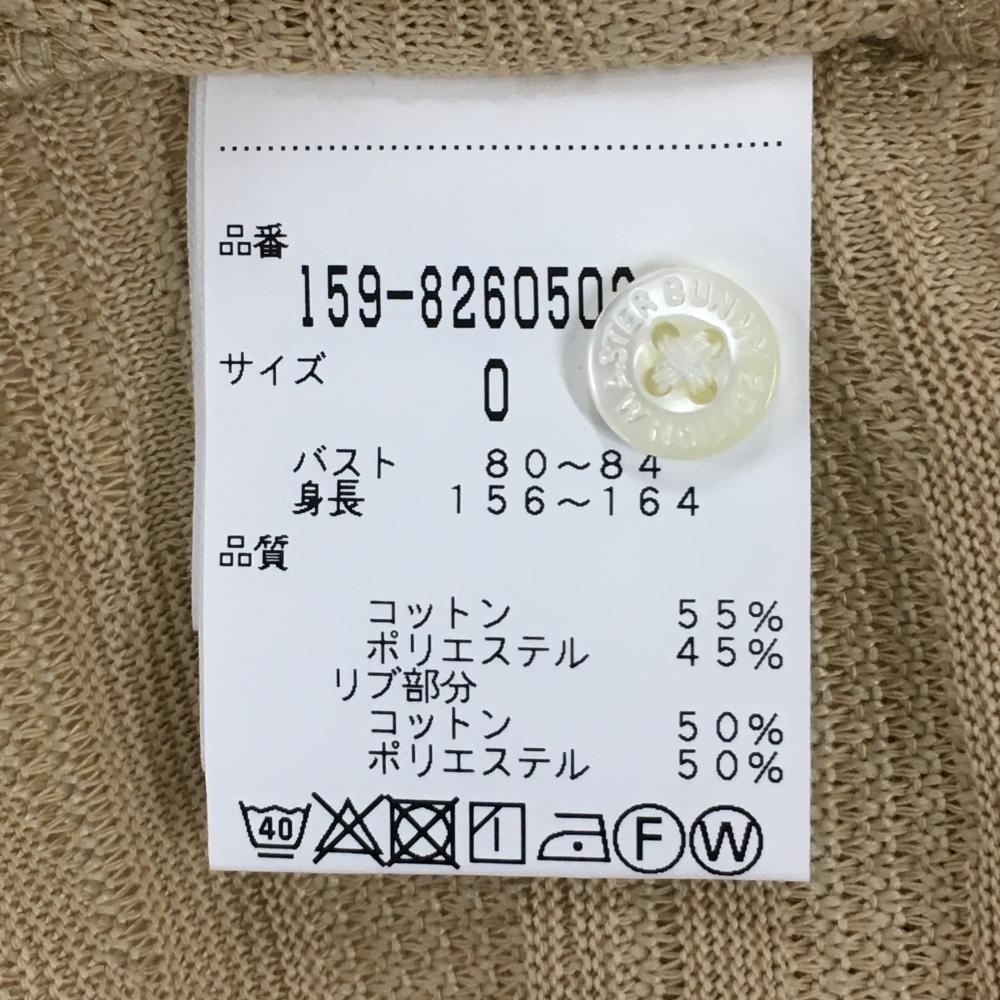 品番
159-8260502
サイズ
0
バスト 80~84
身長 156~164
品質
コットン 55%
ポリエステル 45%
リブ部分
コットン 50%
ポリエステル 50%
40
F W
MASTER BUNNY EDITION